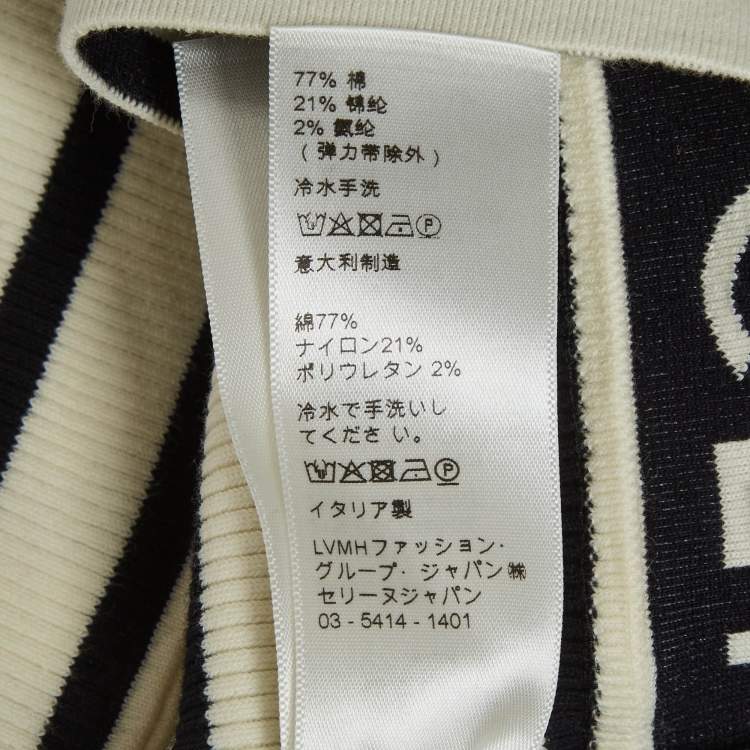 77% 棉
21% 锦纶
2% 氨纶
( 弹力带除外 )
冷水手洗
意大利制造
綿77%
ナイロン21%
ポリウレタン 2%
冷水で手洗いし
てくださ い。
イタリア製
LVMHファッション·
グループ· ジャパン㈱
セリーヌジャパン
03 - 5414 - 1401